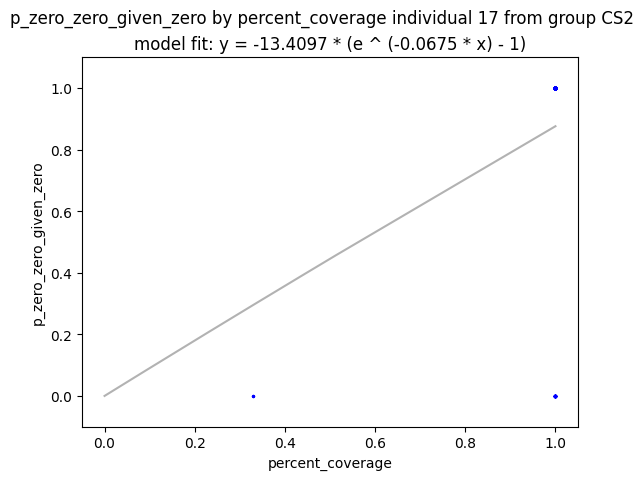 p_zero_zero_given_zero by percent_coverage individual 17 from group CS2
model fit: y = -13.4097 * (e ^ (-0.0675 * x) - 1)
1.0
0.8
0.6
0.4
0.2
0.0
p_zero_zero_given_zero
0.0 0.2 0.4 0.6 0.8 1.0
percent_coverage